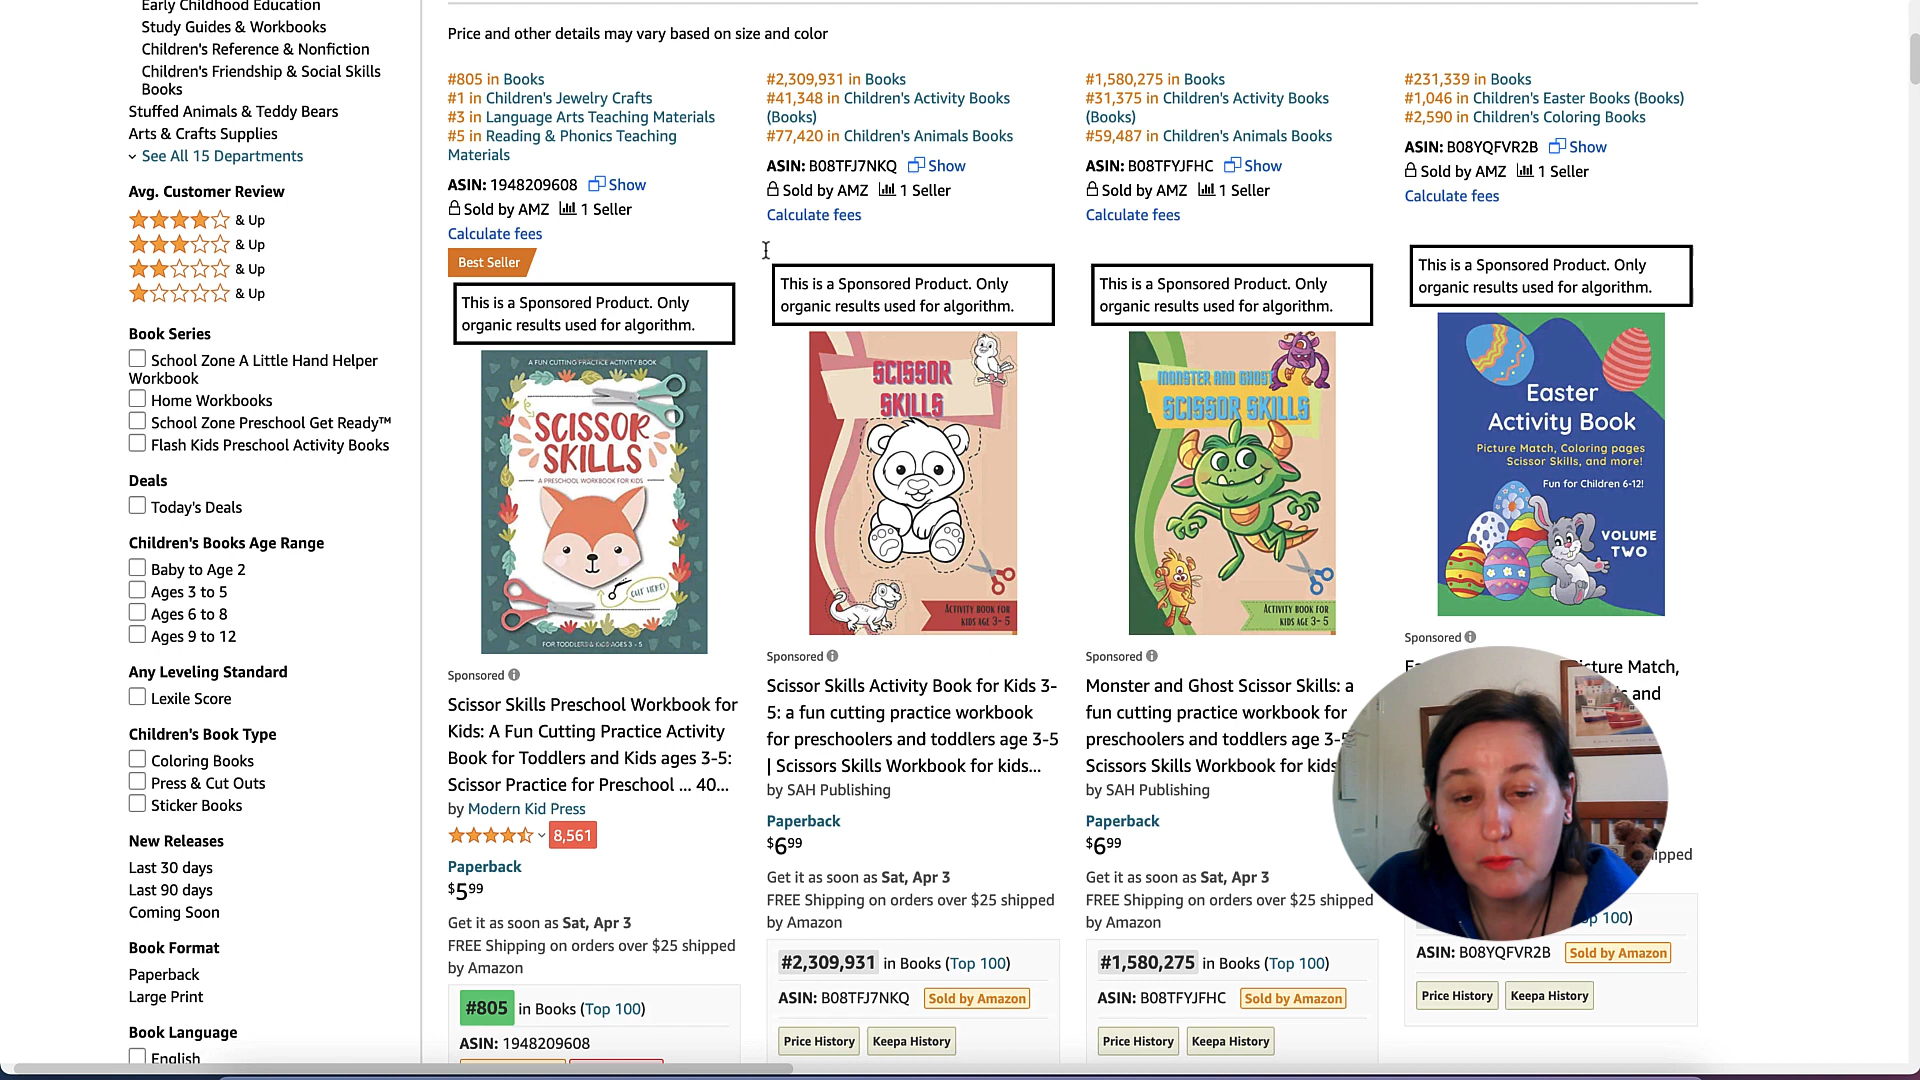 Early Childhood Education
Study Guides & Workbooks
Children's Reference & Nonfiction
Children's Friendship & Social Skills
Books
Stuffed Animals & Teddy Bears
Arts & Crafts Supplies
See All 15 Departments
Avg. Customer Review
& Up
& Up
& Up
& Up
Book Series
School Zone A Little Hand Helper
Workbook
Home Workbooks
School Zone Preschool Get Ready™
Flash Kids Preschool Activity Books
Deals
Today's Deals
Children's Books Age Range
Baby to Age 2
Ages 3 to 5
Ages 6 to 8
Ages 9 to 12
Any Leveling Standard
Lexile Score
Children's Book Type
Coloring Books
Press & Cut Outs
Sticker Books
New Releases
Last 30 days
Last 90 days
Coming Soon
Book Format
Paperback
Large Print
Book Language
English
Price and other details may vary based on size and color
#805 in Books
#1 in Children's Jewelry Crafts
#3 in Language Arts Teaching Materials
#5 in Reading & Phonics Teaching
Materials
ASIN: 1948209608 Show
Sold by AMZ 1 Seller
Calculate fees
Best Seller
This is a Sponsored Product. Only
organic results used for algorithm.
A FUN CUTTING PRACTICE ACTIVITY BOOK
SCISSOR
SKILLS
A PRESCHOOL WORKBOOK FOR KIDS
CUT HERE!
FOR TODDLERS & KIDS AGES 3-5
Sponsored
Scissor Skills Preschool Workbook for
Kids: A Fun Cutting Practice Activity
Book for Toddlers and Kids ages 3-5:
Scissor Practice for Preschool ... 40...
by Modern Kid Press
8,561
Paperback
$599
Get it as soon as Sat, Apr 3
FREE Shipping on orders over $25 shipped
by Amazon
#805 in Books (Top 100)
ASIN: 1948209608
#2,309,931 in Books
#41,348 in Children's Activity Books
(Books)
#77,420 in Children's Animals Books
ASIN: B08TFJ7NKQ Show
Sold by AMZ 1 Seller
Calculate fees
This is a Sponsored Product. Only
organic results used for algorithm.
SCISSOR
SKILLS
ACTIVITY BOOK FOR
KIDS AGE 3-5
Sponsored
Scissor Skills Activity Book for Kids 3-
5: a fun cutting practice workbook
for preschoolers and toddlers age 3-5
| Scissors Skills Workbook for kids...
by SAH Publishing
Paperback
$699
Get it as soon as Sat, Apr 3
FREE Shipping on orders over $25 shipped
by Amazon
#2,309,931 in Books (Top 100)
ASIN: B08TFJ7NKQ Sold by Amazon
Price History Keepa History
#1,580,275 in Books
#31,375 in Children's Activity Books
(Books)
#59,487 in Children's Animals Books
ASIN: B08TFYJFHC Show
Sold by AMZ 1 Seller
Calculate fees
This is a Sponsored Product. Only
organic results used for algorithm.
MONSTER AND GHOST
SCISSOR SKILLS
ACTIVITY BOOK FOR
KIDS AGE 3-5
Sponsored
Monster and Ghost Scissor Skills: a
fun cutting practice workbook for
preschoolers and toddlers age 3-5
Scissors Skills Workbook for kids
by SAH Publishing
Paperback
$699
Get it as soon as Sat, Apr 3
FREE Shipping on orders over $25 shipped
by Amazon
#1,580,275 in Books (Top 100)
ASIN: B08TFYJFHC Sold by Amazon
Price History Keepa History
#231,339 in Books
#1,046 in Children's Easter Books (Books)
#2,590 in Children's Coloring Books
ASIN: B08YQFVR2B Show
Sold by AMZ 1 Seller
Calculate fees
This is a Sponsored Product. Only
organic results used for algorithm.
Easter
Activity Book
Picture Match, Coloring pages
Scissor Skills, and more!
Fun for Children 6-12!
VOLUME
TWO
Sponsored
icture Match,
and
ipped
op 100)
ASIN: B08YQFVR2B Sold by Amazon
Price History Keepa History